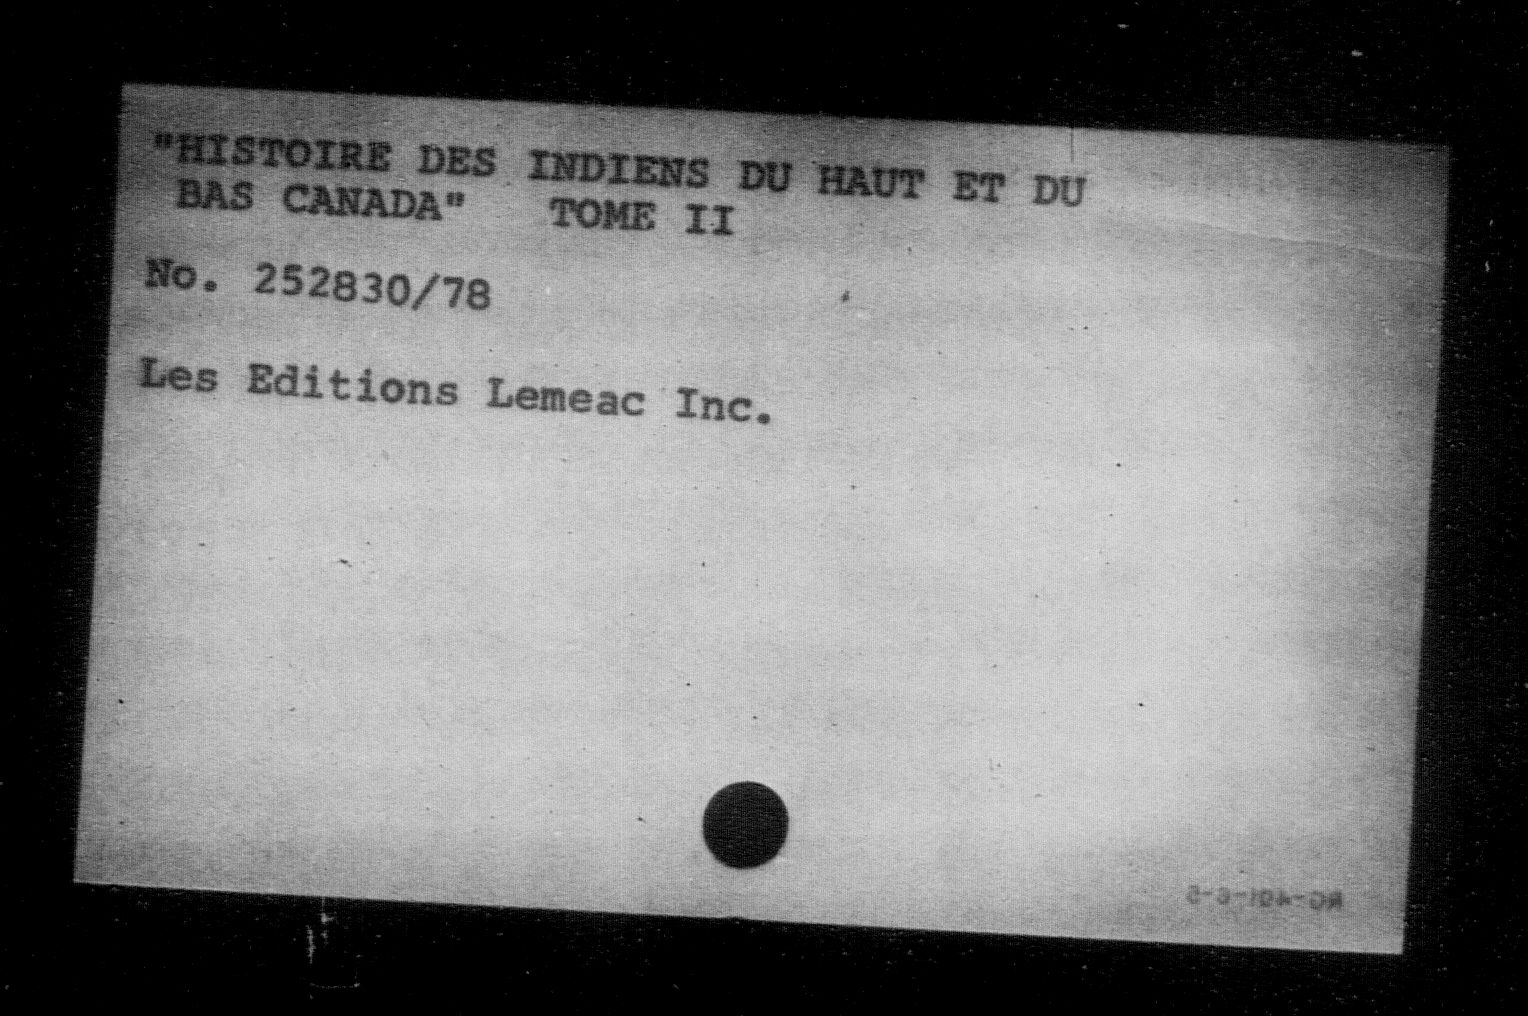 "HISTOIRE DES INDIENS DU HAUT ET DU
BAS CANADA" TOME II
No. 252830/78
Les Editions Lemeac Inc.